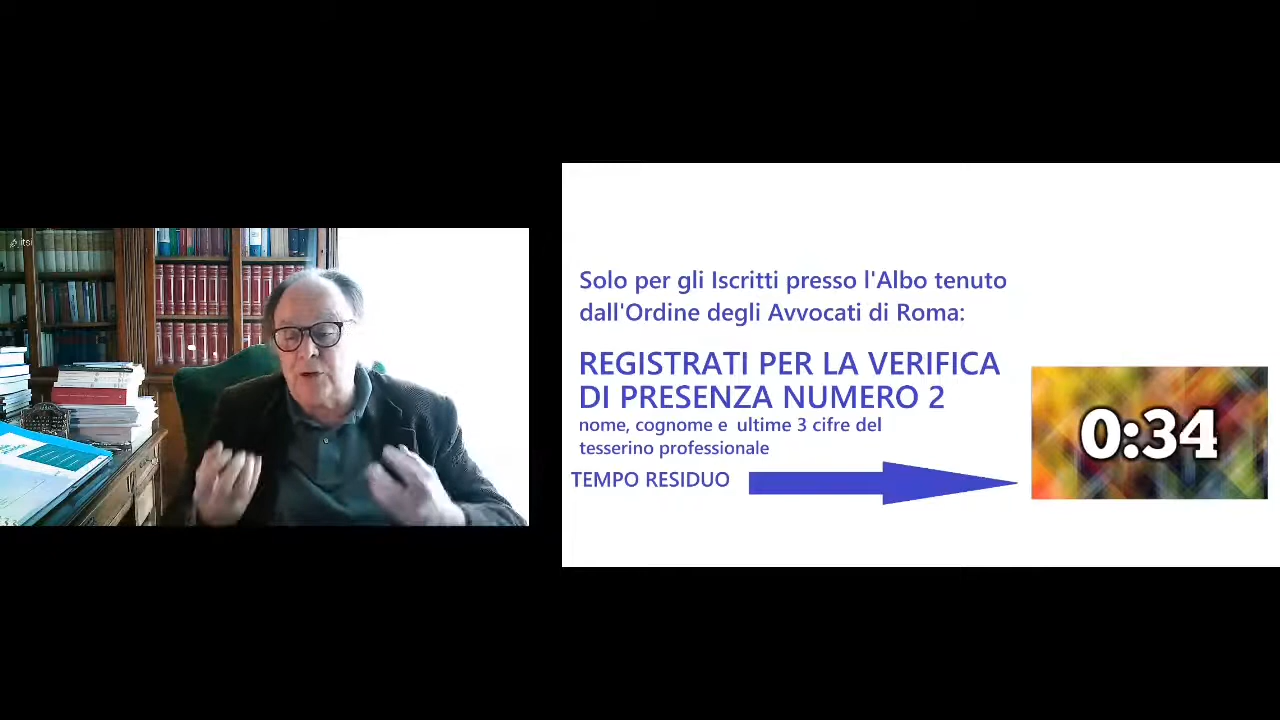 Solo per gli Iscritti presso l'Albo tenuto
dall'Ordine degli Avvocati di Roma:
REGISTRATI PER LA VERIFICA
DI PRESENZA NUMERO 2
nome, cognome e ultime 3 cifre del
tesserino professionale
TEMPO RESIDUO
0:34